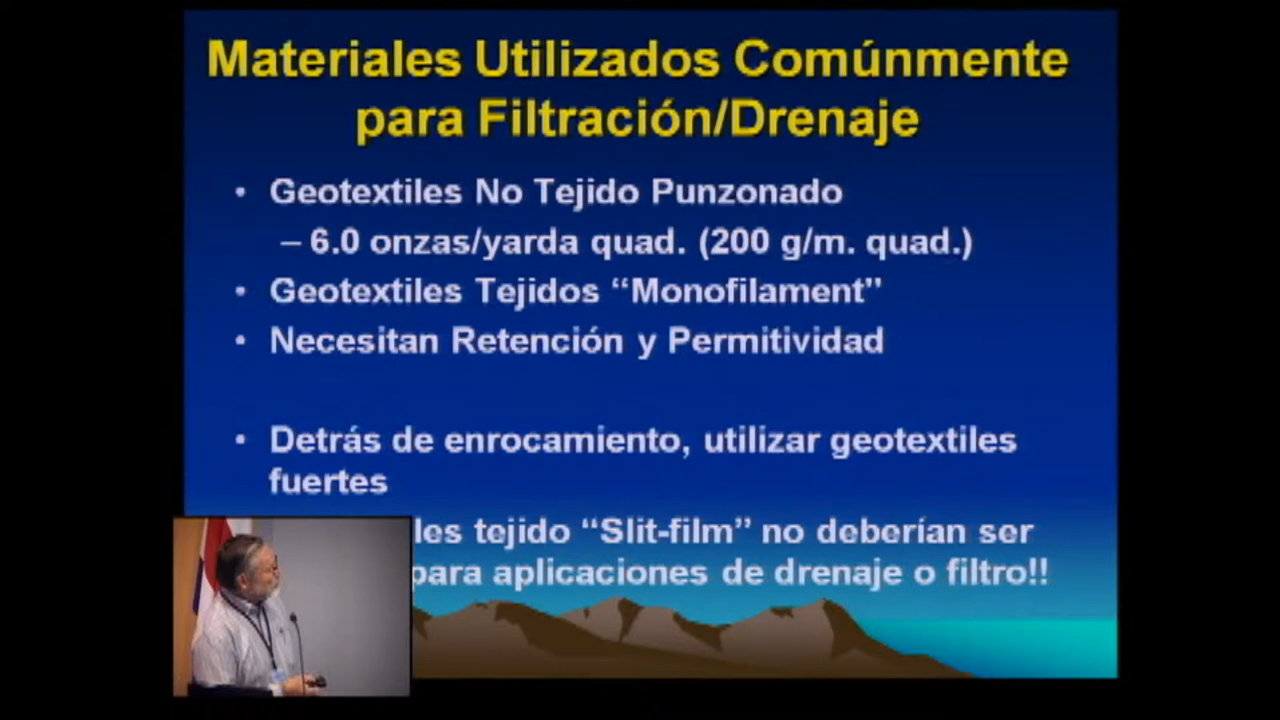 Materiales Utilizados Comúnmente
para Filtración/Drenaje
• Geotextiles No Tejido Punzonado
– 6.0 onzas/yarda quad. (200 g/m. quad.)
• Geotextiles Tejidos “Monofilament”
• Necesitan Retención y Permitividad
• Detrás de enrocamiento, utilizar geotextiles
fuertes
tejido “Slit-film” no deberían ser
para aplicaciones de drenaje o filtro!!